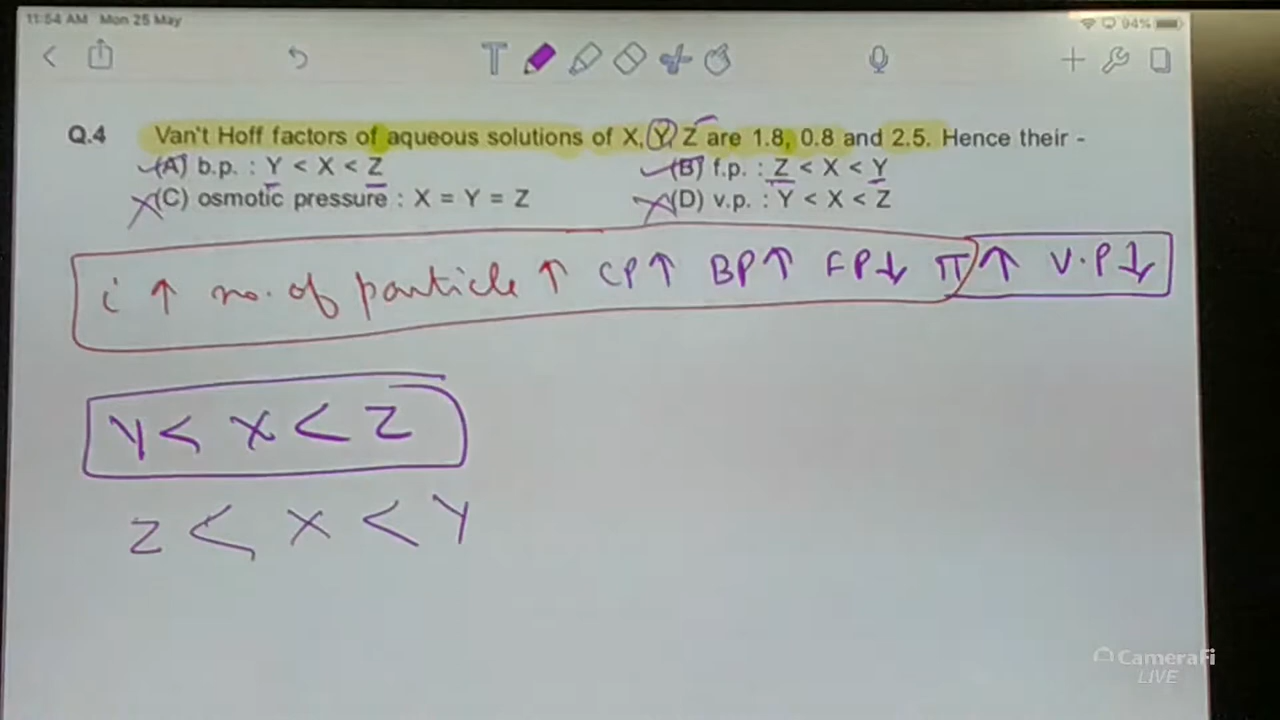 11:54 AM Mon 25 May 94%
T
Q.4 Van't Hoff factors of aqueous solutions of X, Y, Z are 1.8, 0.8 and 2.5. Hence their -
(A) b.p. : Y < X < Z (B) f.p. : Z < X < Y
(C) osmotic pressure : X = Y = Z (D) v.p. : Y < X < Z
i ↑ no. of particle ↑ CP↑ BP↑ FP↓ π↑ V.P↓
Y < X < Z
Z < X < Y
CameraFi
LIVE